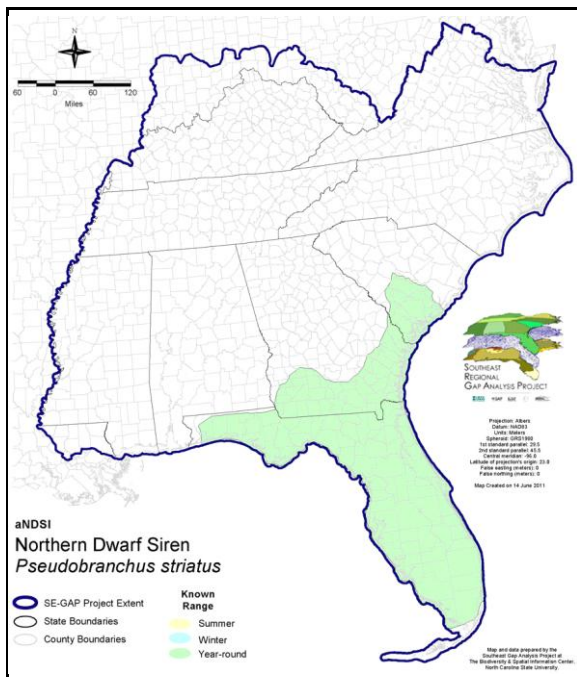 N
60 0 60 120
Miles
SOUTHEAST
REGIONAL
GAP ANALYSIS PROJECT
Projection: Albers
Datum: NAD83
Units: Meters
Spheroid: GRS1980
1st standard parallel: 29.5
2nd standard parallel: 45.5
Central meridian: -96.0
Latitude of projection's origin: 23.0
False easting (meters): 0
False northing (meters): 0
Map Created on 14 June 2011
aNDSI
Northern Dwarf Siren
Pseudobranchus striatus
SE-GAP Project Extent
State Boundaries
County Boundaries
Known
Range
Summer
Winter
Year-round
Map and data prepared by the
Southeast Gap Analysis Project at
The Biodiversity & Spatial Information Center,
North Carolina State University.